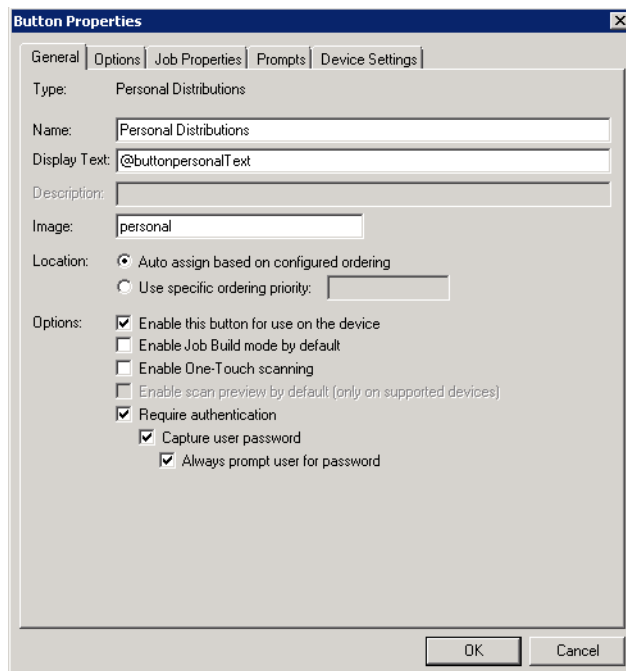 Button Properties
General Options Job Properties Prompts Device Settings
Type: Personal Distributions
Name: Personal Distributions
Display Text: @buttonpersonalText
Description:
Image: personal
Location: Auto assign based on configured ordering
Use specific ordering priority:
Options: Enable this button for use on the device
Enable Job Build mode by default
Enable One-Touch scanning
Enable scan preview by default (only on supported devices)
Require authentication
Capture user password
Always prompt user for password
OK Cancel